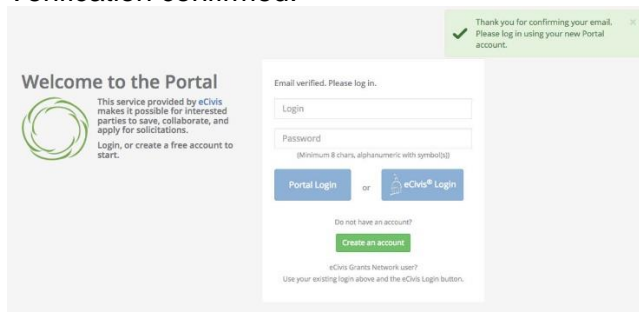 verification confirmed.
Thank you for confirming your email.
Please log in using your new Portal
account.
Welcome to the Portal
This service provided by eCivis
makes it possible for interested
parties to save, collaborate, and
apply for solicitations.
Login, or create a free account to
start.
Email verified. Please log in.
Login
Password
(Minimum 8 chars, alphanumeric with symbol(s))
Portal Login
or
eCivis® Login
Do not have an account?
Create an account
eCivis Grants Network user?
Use your existing login above and the eCivis Login button.